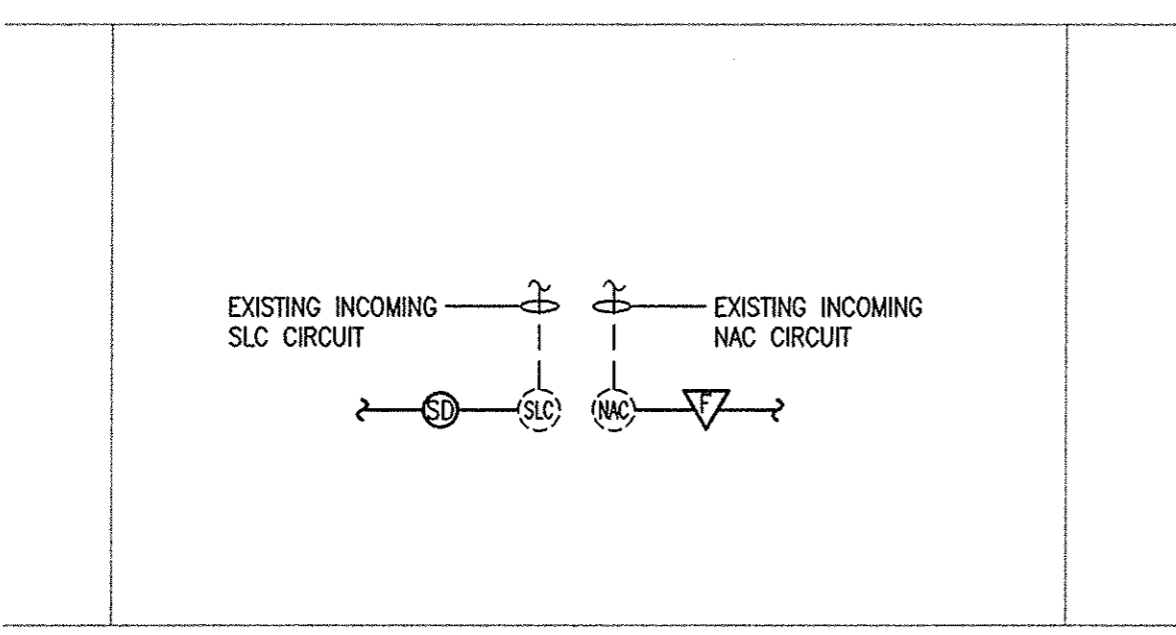 EXISTING INCOMING
SLC CIRCUIT
EXISTING INCOMING
NAC CIRCUIT
SD
SLC
NAC
F